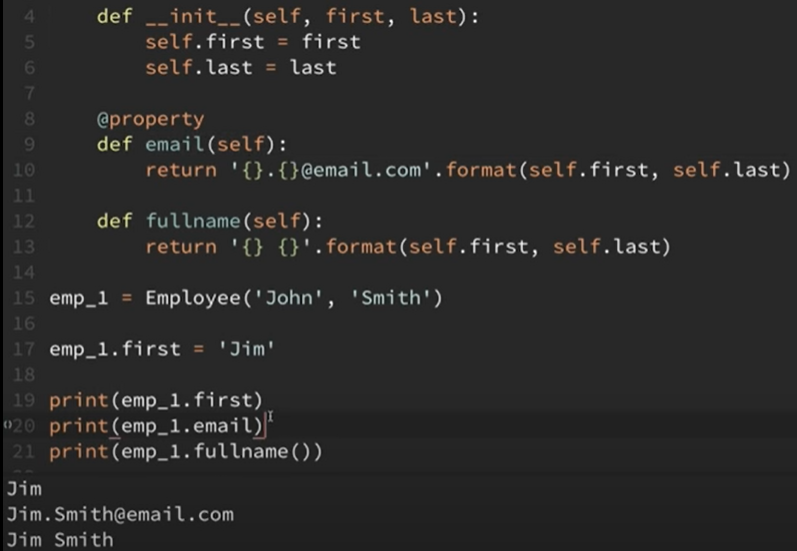 4     def __init__(self, first, last):
5         self.first = first
6         self.last = last
7
8     @property
9     def email(self):
10         return '{}.{}@email.com'.format(self.first, self.last)
11
12     def fullname(self):
13         return '{} {}'.format(self.first, self.last)
14
15 emp_1 = Employee('John', 'Smith')
16
17 emp_1.first = 'Jim'
18
19 print(emp_1.first)
20 print(emp_1.email)
21 print(emp_1.fullname())
Jim
Jim.Smith@email.com
Jim Smith